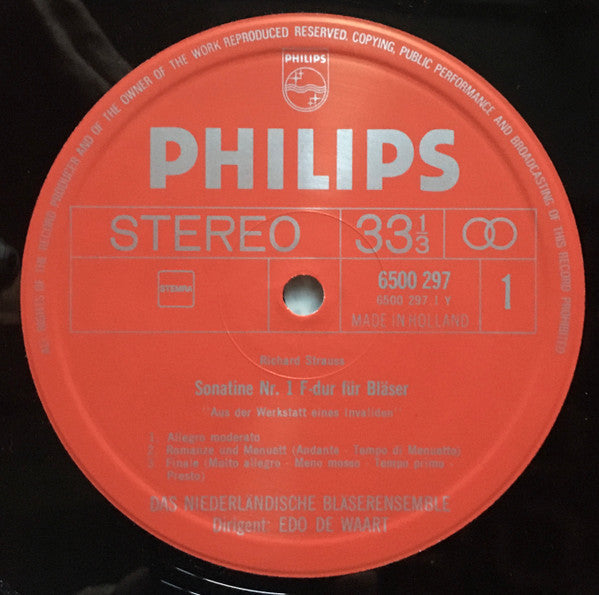 ALL RIGHTS OF THE RECORD PRODUCER AND OF THE OWNER OF THE WORK REPRODUCED RESERVED. COPYING, PUBLIC PERFORMANCE AND BROADCASTING OF THIS RECORD PROHIBITED
PHILIPS
PHILIPS
STEREO 33 1/3
STEMRA
6500 297
6500 297.1 Y
1
MADE IN HOLLAND
Richard Strauss
Sonatine Nr. 1 F-dur für Bläser
"Aus der Werkstatt eines Invaliden"
1. Allegro moderato
2. Romanze und Menuett (Andante - Tempo di Menuetto)
3. Finale (Molto allegro - Meno mosso - Tempo primo -
Presto)
DAS NIEDERLÄNDISCHE BLÄSERENSEMBLE
Dirigent: EDO DE WAART